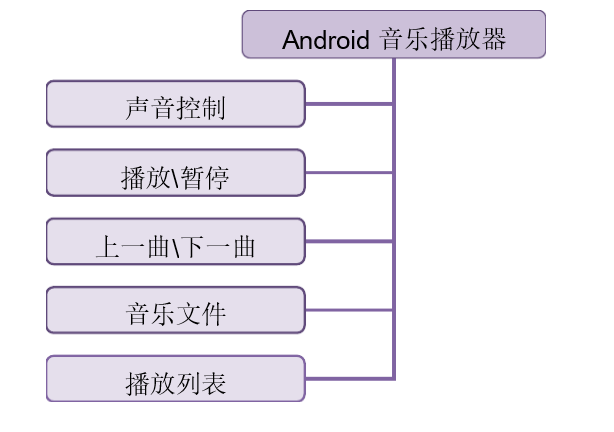 Android 音乐播放器
声音控制
播放\暂停
上一曲\下一曲
音乐文件
播放列表